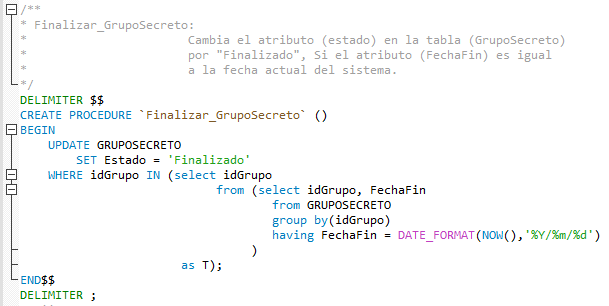 /**
* Finalizar_GrupoSecreto:
* Cambia el atributo (estado) en la tabla (GrupoSecreto)
* por "Finalizado", Si el atributo (FechaFin) es igual
* a la fecha actual del sistema.
*/
DELIMITER $$
CREATE PROCEDURE `Finalizar_GrupoSecreto` ()
BEGIN
UPDATE GRUPOSECRETO
SET Estado = 'Finalizado'
WHERE idGrupo IN (select idGrupo
from (select idGrupo, FechaFin
from GRUPOSECRETO
group by(idGrupo)
having FechaFin = DATE_FORMAT(NOW(),'%Y/%m/%d')
)
as T);
END$$
DELIMITER ;